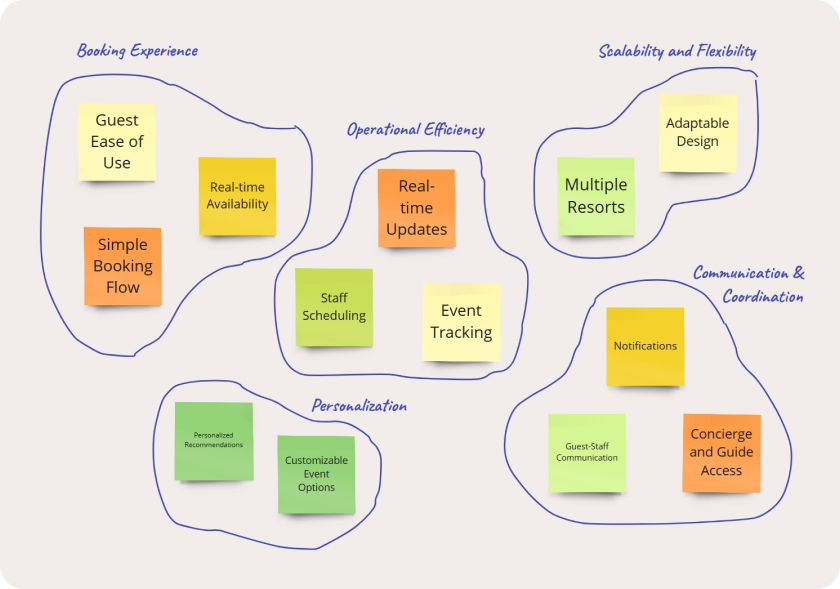 Booking Experience
Guest
Ease of
Use
Real-time
Availability
Simple
Booking
Flow
Operational Efficiency
Real-
time
Updates
Staff
Scheduling
Event
Tracking
Scalability and Flexibility
Adaptable
Design
Multiple
Resorts
Communication &
Coordination
Notifications
Guest-Staff
Communication
Concierge
and Guide
Access
Personalization
Personalized
Recommendations
Customizable
Event
Options